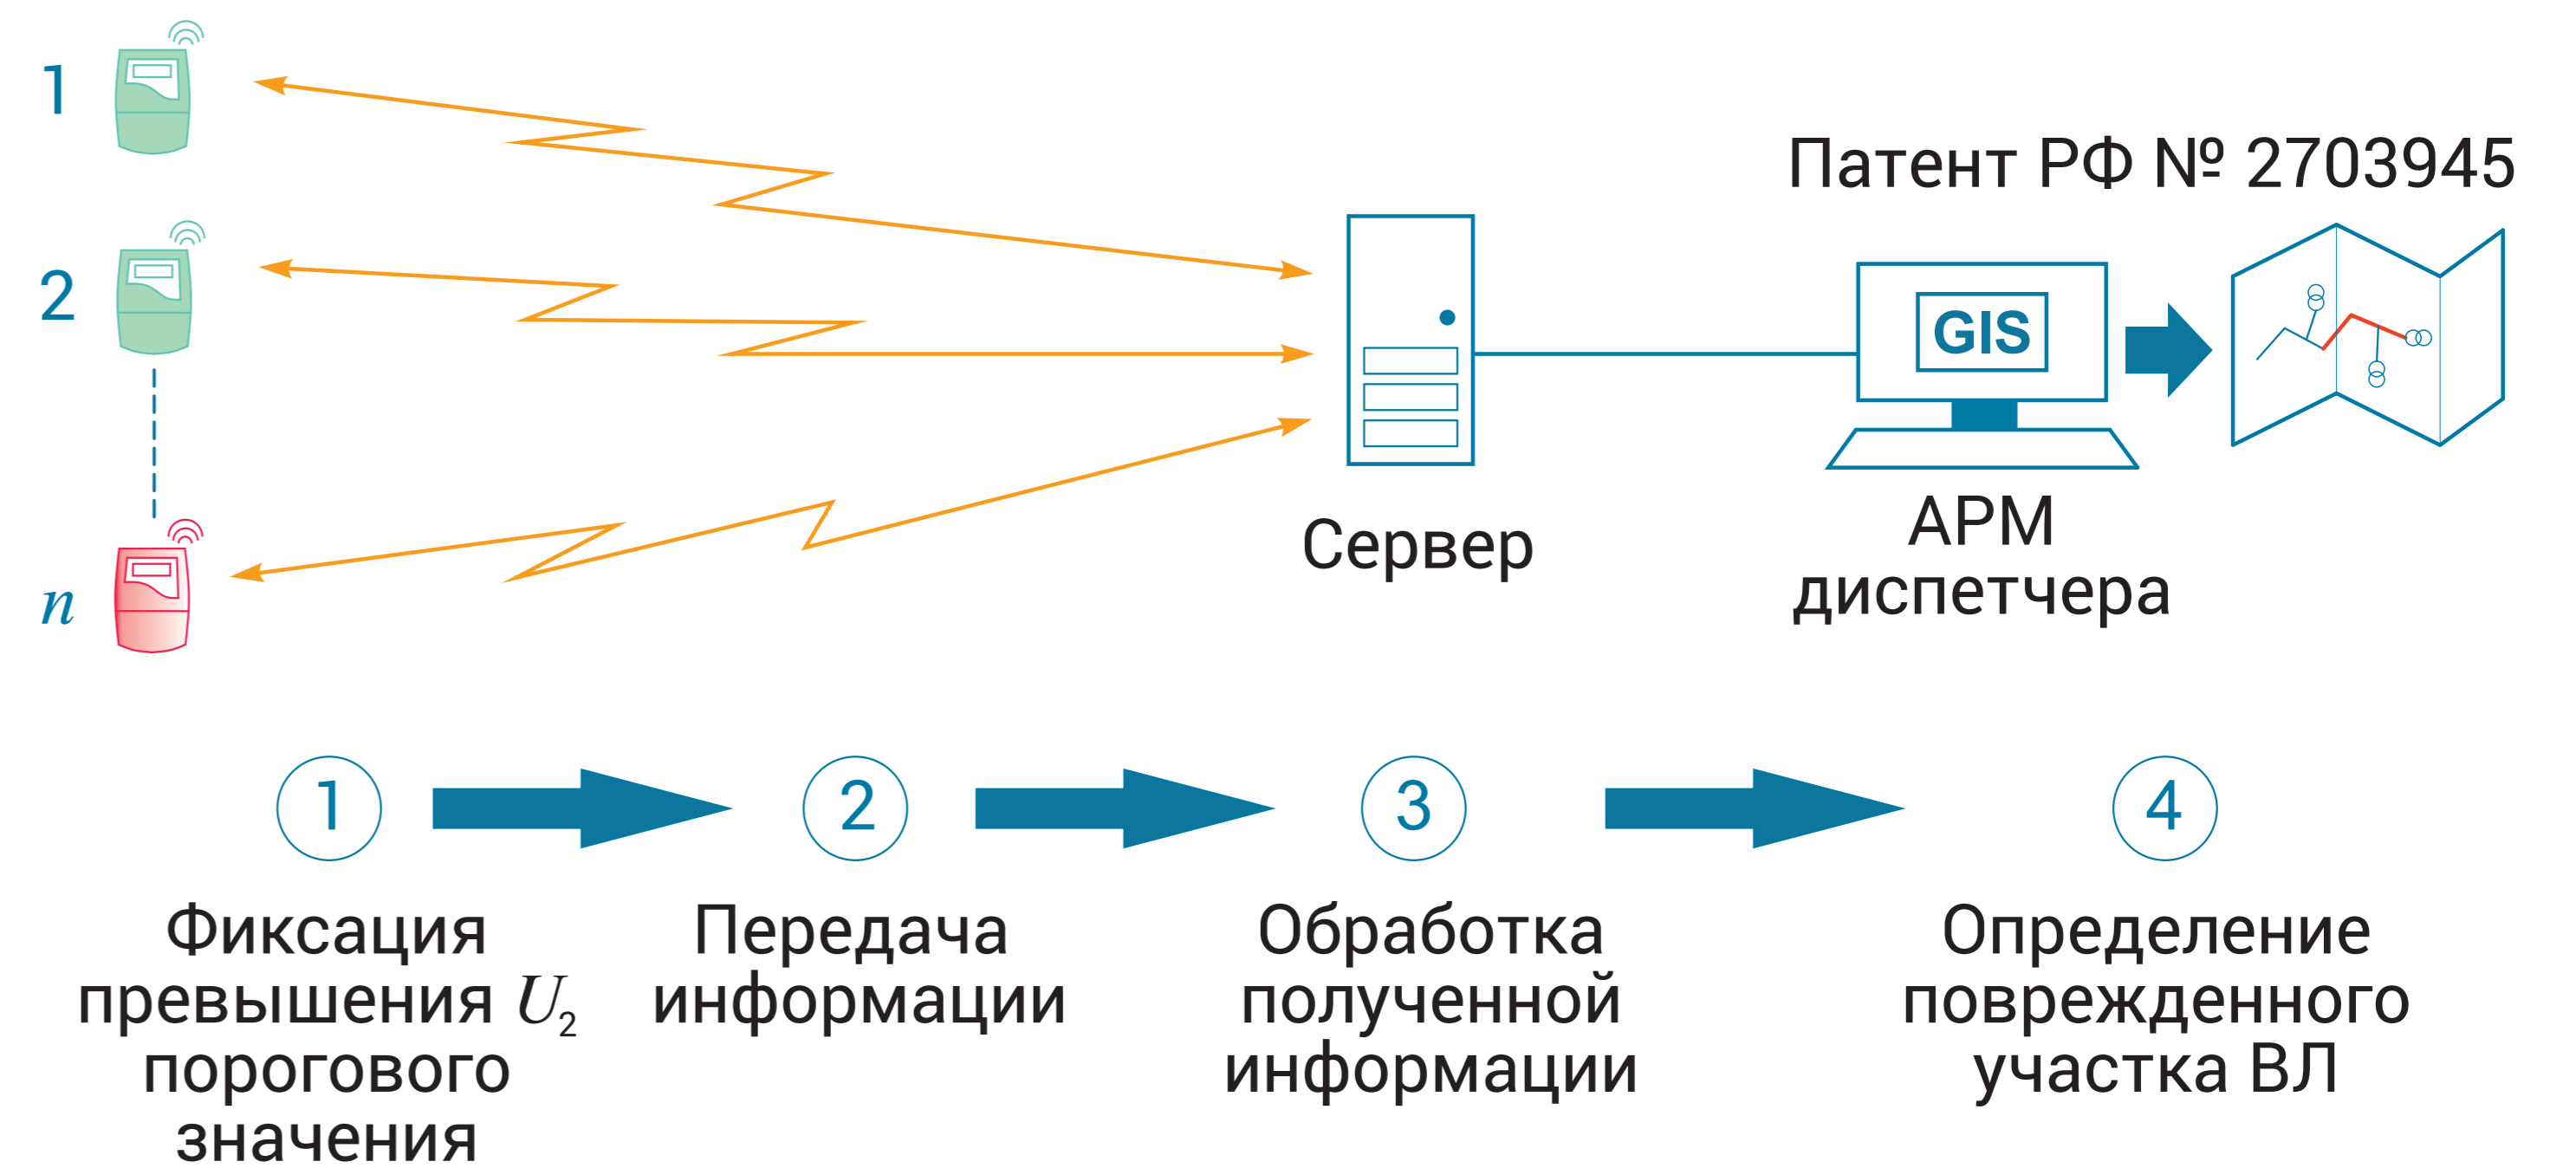 1
2
n
Патент РФ № 2703945
GIS
Сервер
АРМ
диспетчера
1
Фиксация
превышения U₂
порогового
значения
2
Передача
информации
3
Обработка
полученной
информации
4
Определение
поврежденного
участка ВЛ